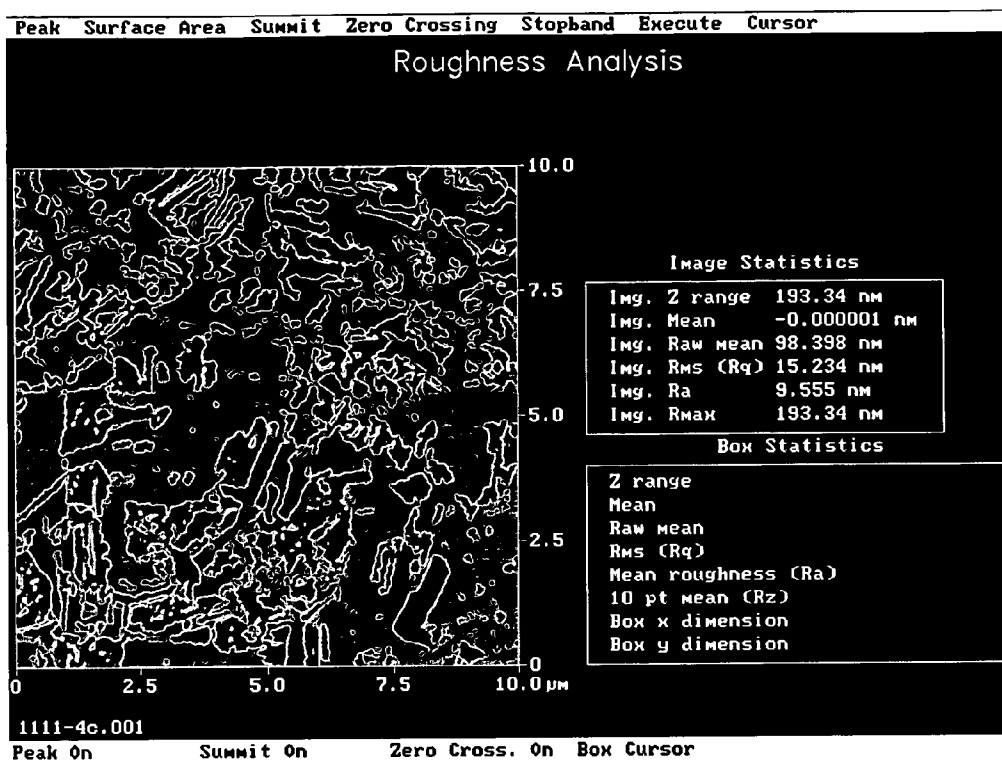 Peak Surface Area Summit Zero Crossing Stopband Execute Cursor
Roughness Analysis
10.0
7.5
5.0
2.5
0
0 2.5 5.0 7.5 10.0 µm
Image Statistics
Img. Z range 193.34 nm
Img. Mean -0.000001 nm
Img. Raw mean 98.398 nm
Img. Rms (Rq) 15.234 nm
Img. Ra 9.555 nm
Img. Rmax 193.34 nm
Box Statistics
Z range
Mean
Raw mean
Rms (Rq)
Mean roughness (Ra)
10 pt mean (Rz)
Box x dimension
Box y dimension
1111-4c.001
Peak On Summit On Zero Cross. On Box Cursor